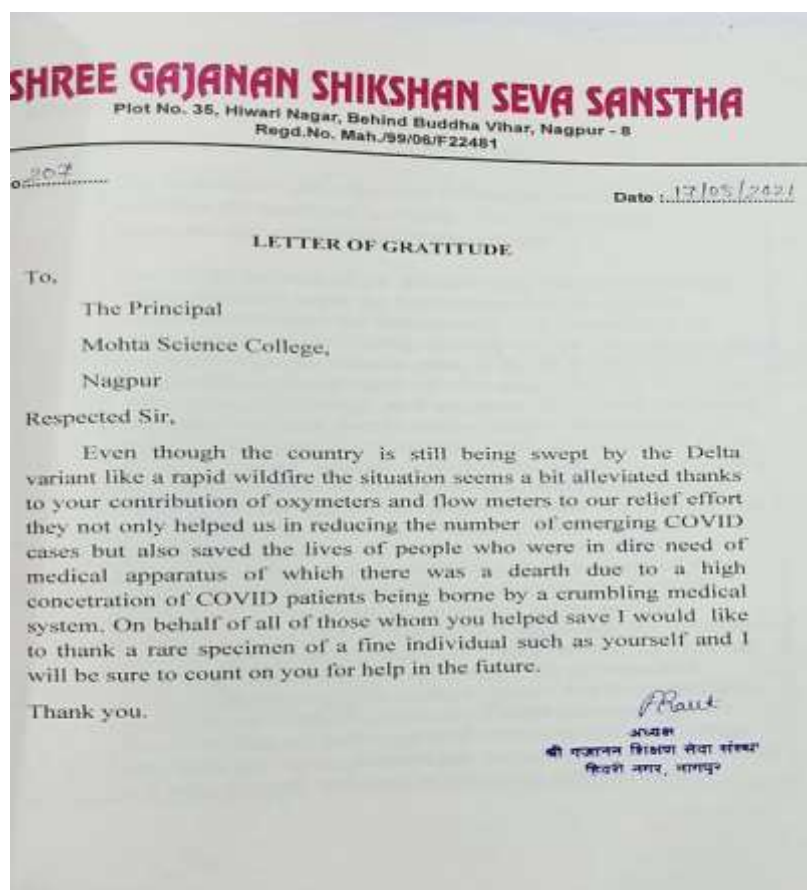 SHREE GAJANAN SHIKSHAN SEVA SANSTHA
Plot No. 35, Hiwari Nagar, Behind Buddha Vihar, Nagpur - 8
Regd.No. Mah./99/06/F22481
o. 207
Date : 17/05/2021
LETTER OF GRATITUDE
To,
The Principal
Mohta Science College,
Nagpur
Respected Sir,
Even though the country is still being swept by the Delta
variant like a rapid wildfire the situation seems a bit alleviated thanks
to your contribution of oxymeters and flow meters to our relief effort
they not only helped us in reducing the number of emerging COVID
cases but also saved the lives of people who were in dire need of
medical apparatus of which there was a dearth due to a high
concetration of COVID patients being borne by a crumbling medical
system. On behalf of all of those whom you helped save I would like
to thank a rare specimen of a fine individual such as yourself and I
will be sure to count on you for help in the future.
Thank you.
PRaut
अध्यक्ष
श्री गजानन शिक्षण सेवा संस्था
हिवरी नगर, नागपुर